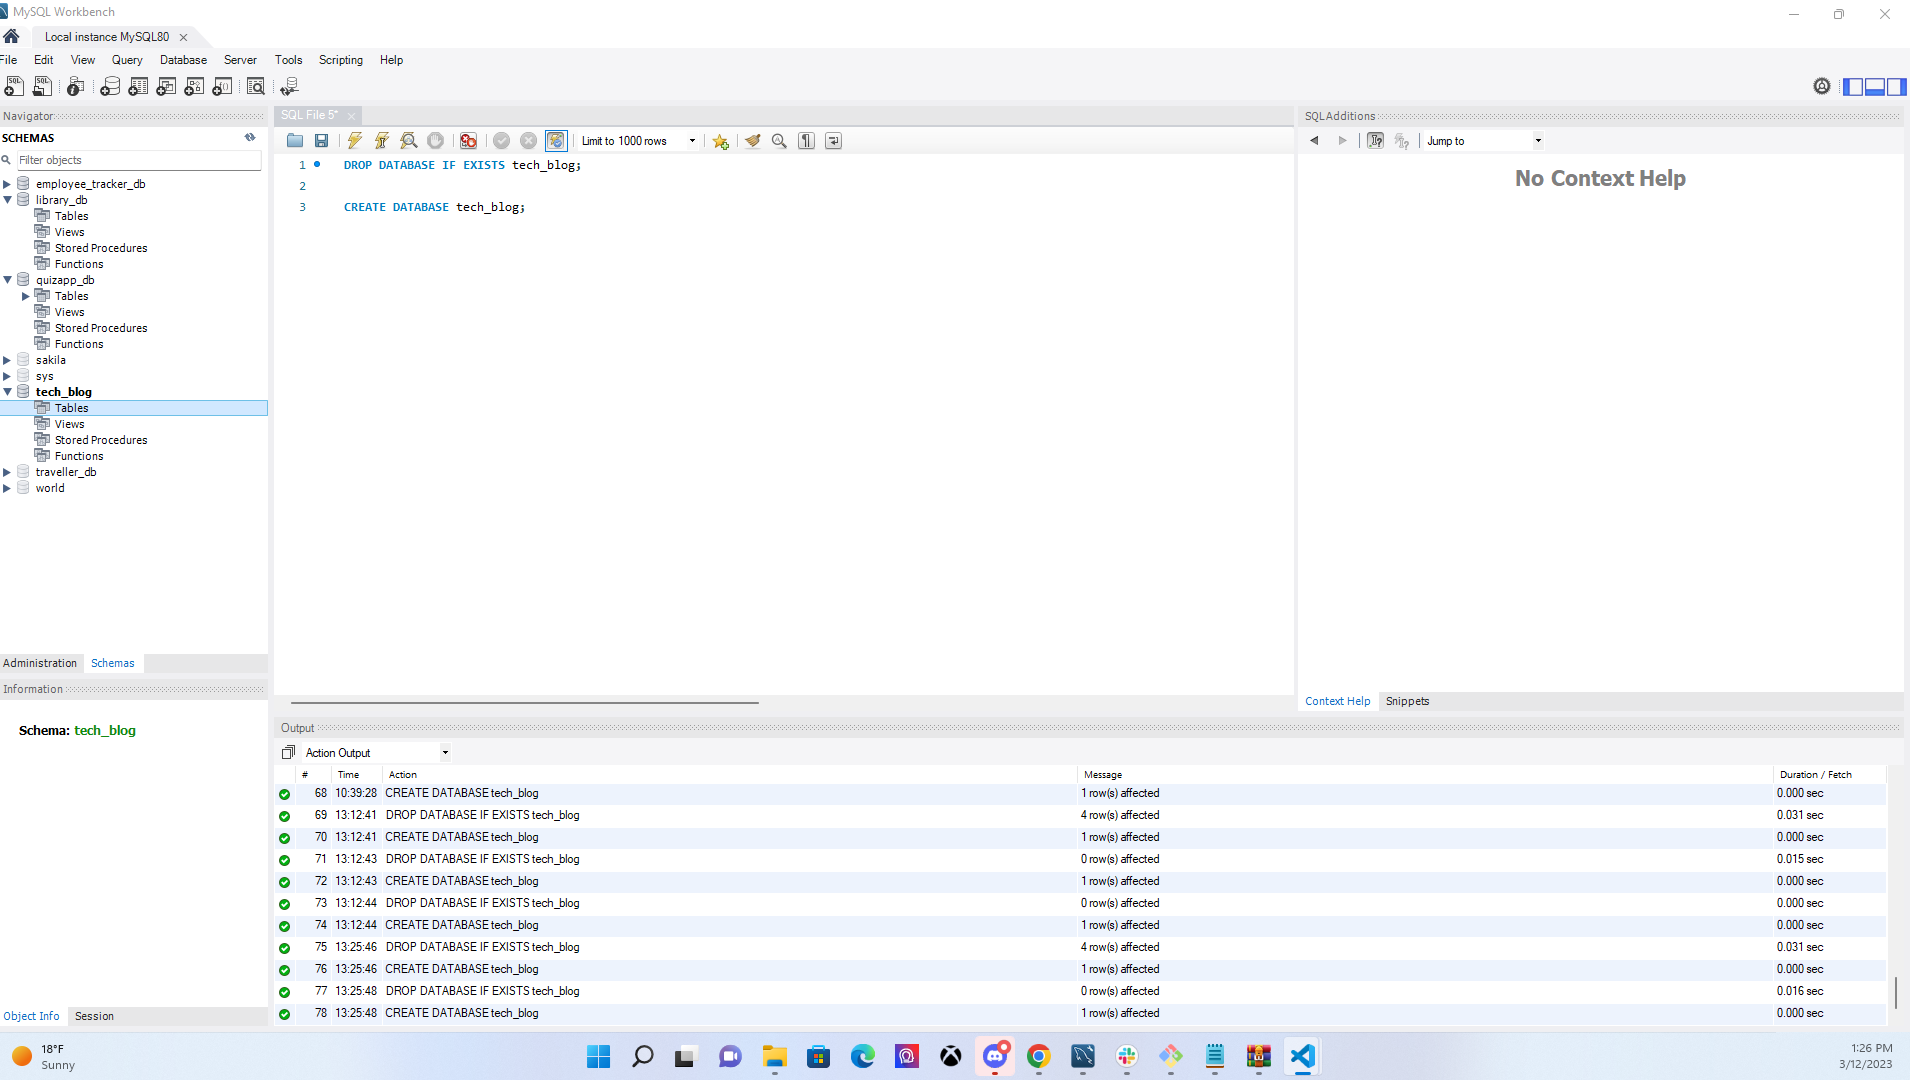 MySQL Workbench
Local instance MySQL80
File Edit View Query Database Server Tools Scripting Help
Navigator
SCHEMAS
Filter objects
employee_tracker_db
library_db
Tables
Views
Stored Procedures
Functions
quizapp_db
Tables
Views
Stored Procedures
Functions
sakila
sys
tech_blog
Tables
Views
Stored Procedures
Functions
traveller_db
world
Administration Schemas
Information
Schema: tech_blog
Object Info Session
SQL File 5*
Limit to 1000 rows
1 DROP DATABASE IF EXISTS tech_blog;
2
3 CREATE DATABASE tech_blog;
SQLAdditions
Jump to
No Context Help
Context Help Snippets
Output
Action Output
# Time Action Message Duration / Fetch
68 10:39:28 CREATE DATABASE tech_blog 1 row(s) affected 0.000 sec
69 13:12:41 DROP DATABASE IF EXISTS tech_blog 4 row(s) affected 0.031 sec
70 13:12:41 CREATE DATABASE tech_blog 1 row(s) affected 0.000 sec
71 13:12:43 DROP DATABASE IF EXISTS tech_blog 0 row(s) affected 0.015 sec
72 13:12:43 CREATE DATABASE tech_blog 1 row(s) affected 0.000 sec
73 13:12:44 DROP DATABASE IF EXISTS tech_blog 0 row(s) affected 0.000 sec
74 13:12:44 CREATE DATABASE tech_blog 1 row(s) affected 0.000 sec
75 13:25:46 DROP DATABASE IF EXISTS tech_blog 4 row(s) affected 0.031 sec
76 13:25:46 CREATE DATABASE tech_blog 1 row(s) affected 0.000 sec
77 13:25:48 DROP DATABASE IF EXISTS tech_blog 0 row(s) affected 0.016 sec
78 13:25:48 CREATE DATABASE tech_blog 1 row(s) affected 0.000 sec
18°F
Sunny
1:26 PM
3/12/2023